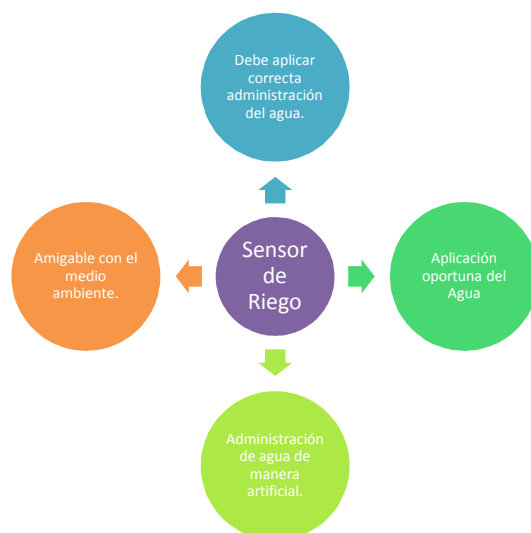 Debe aplicar
correcta
administración
del agua.
Amigable con el
medio
ambiente.
Sensor
de
Riego
Aplicación
oportuna del
Agua
Administración
de agua de
manera
artificial.